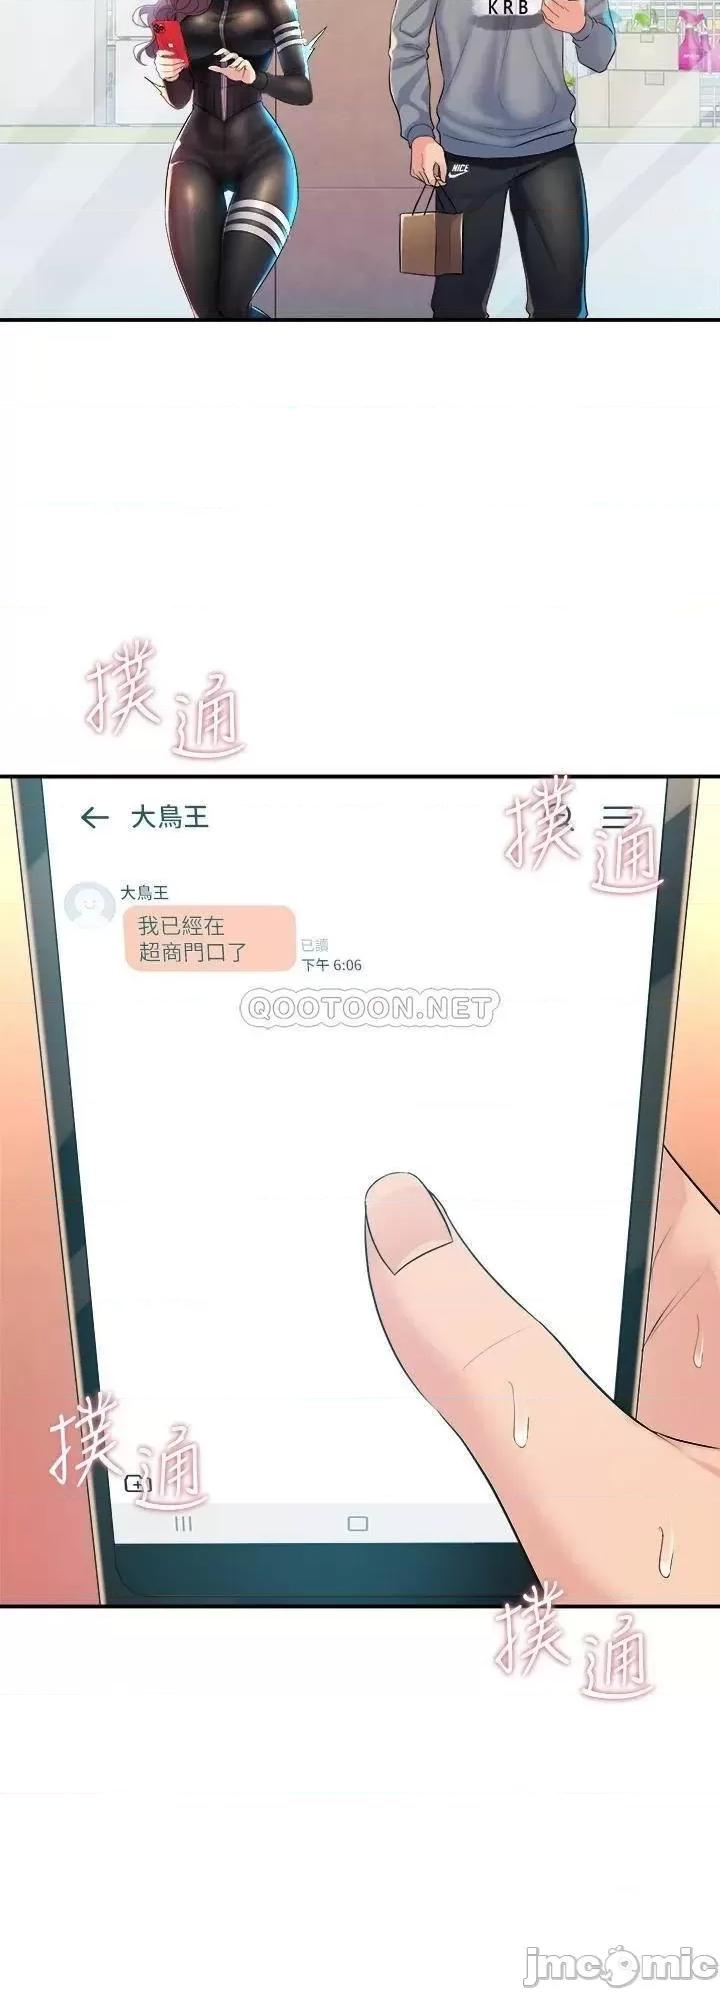 KRB
NICE
撲通
大鳥王
撲通
大鳥王
我已經在
超商門口了
已讀
下午 6:06
QOOTOON.NET
撲通
撲通
jmcomic